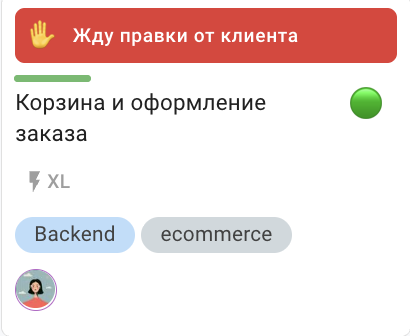 Жду правки от клиента
Корзина и оформление
заказа
XL
Backend ecommerce